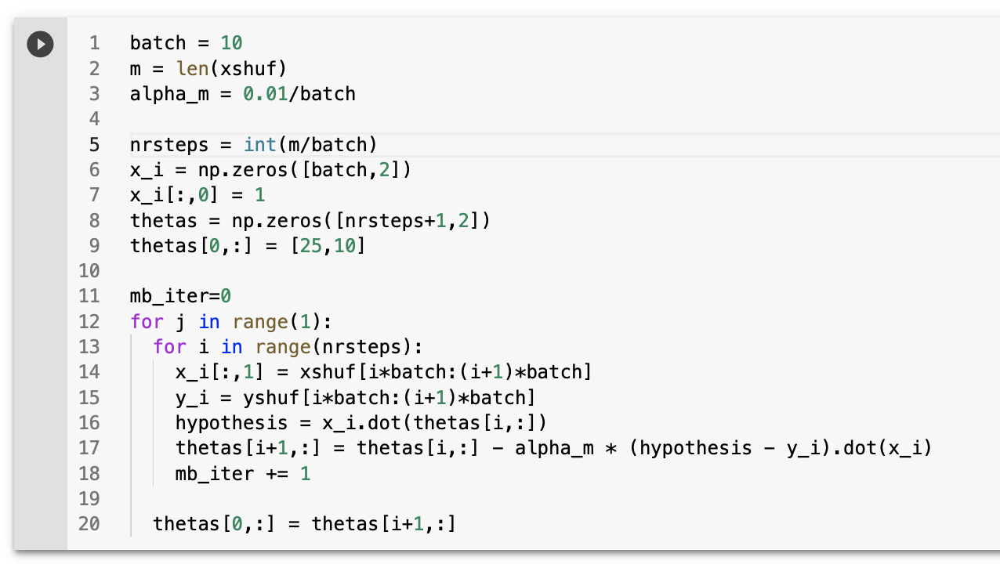 1 batch = 10
2 m = len(xshuf)
3 alpha_m = 0.01/batch
4
5 nrsteps = int(m/batch)
6 x_i = np.zeros([batch,2])
7 x_i[:,0] = 1
8 thetas = np.zeros([nrsteps+1,2])
9 thetas[0,:] = [25,10]
10
11 mb_iter=0
12 for j in range(1):
13   for i in range(nrsteps):
14     x_i[:,1] = xshuf[i*batch:(i+1)*batch]
15     y_i = yshuf[i*batch:(i+1)*batch]
16     hypothesis = x_i.dot(thetas[i,:])
17     thetas[i+1,:] = thetas[i,:] - alpha_m * (hypothesis - y_i).dot(x_i)
18     mb_iter += 1
19
20   thetas[0,:] = thetas[i+1,:]